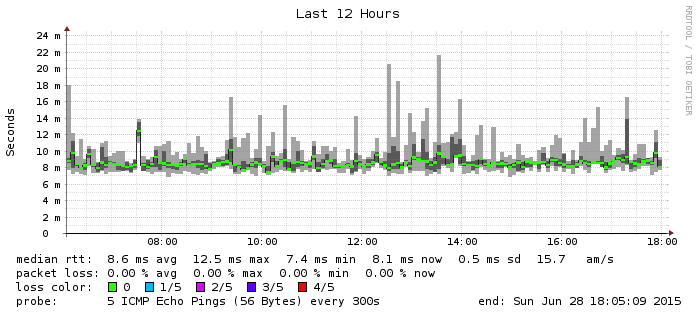 Last 12 Hours
RRDTOOL / TOBI OETIKER
Seconds
24 m
22 m
20 m
18 m
16 m
14 m
12 m
10 m
8 m
6 m
4 m
2 m
0
08:00 10:00 12:00 14:00 16:00 18:00
median rtt: 8.6 ms avg 12.5 ms max 7.4 ms min 8.1 ms now 0.5 ms sd 15.7 am/s
packet loss: 0.00 % avg 0.00 % max 0.00 % min 0.00 % now
loss color: 0 1/5 2/5 3/5 4/5
probe: 5 ICMP Echo Pings (56 Bytes) every 300s end: Sun Jun 28 18:05:09 2015